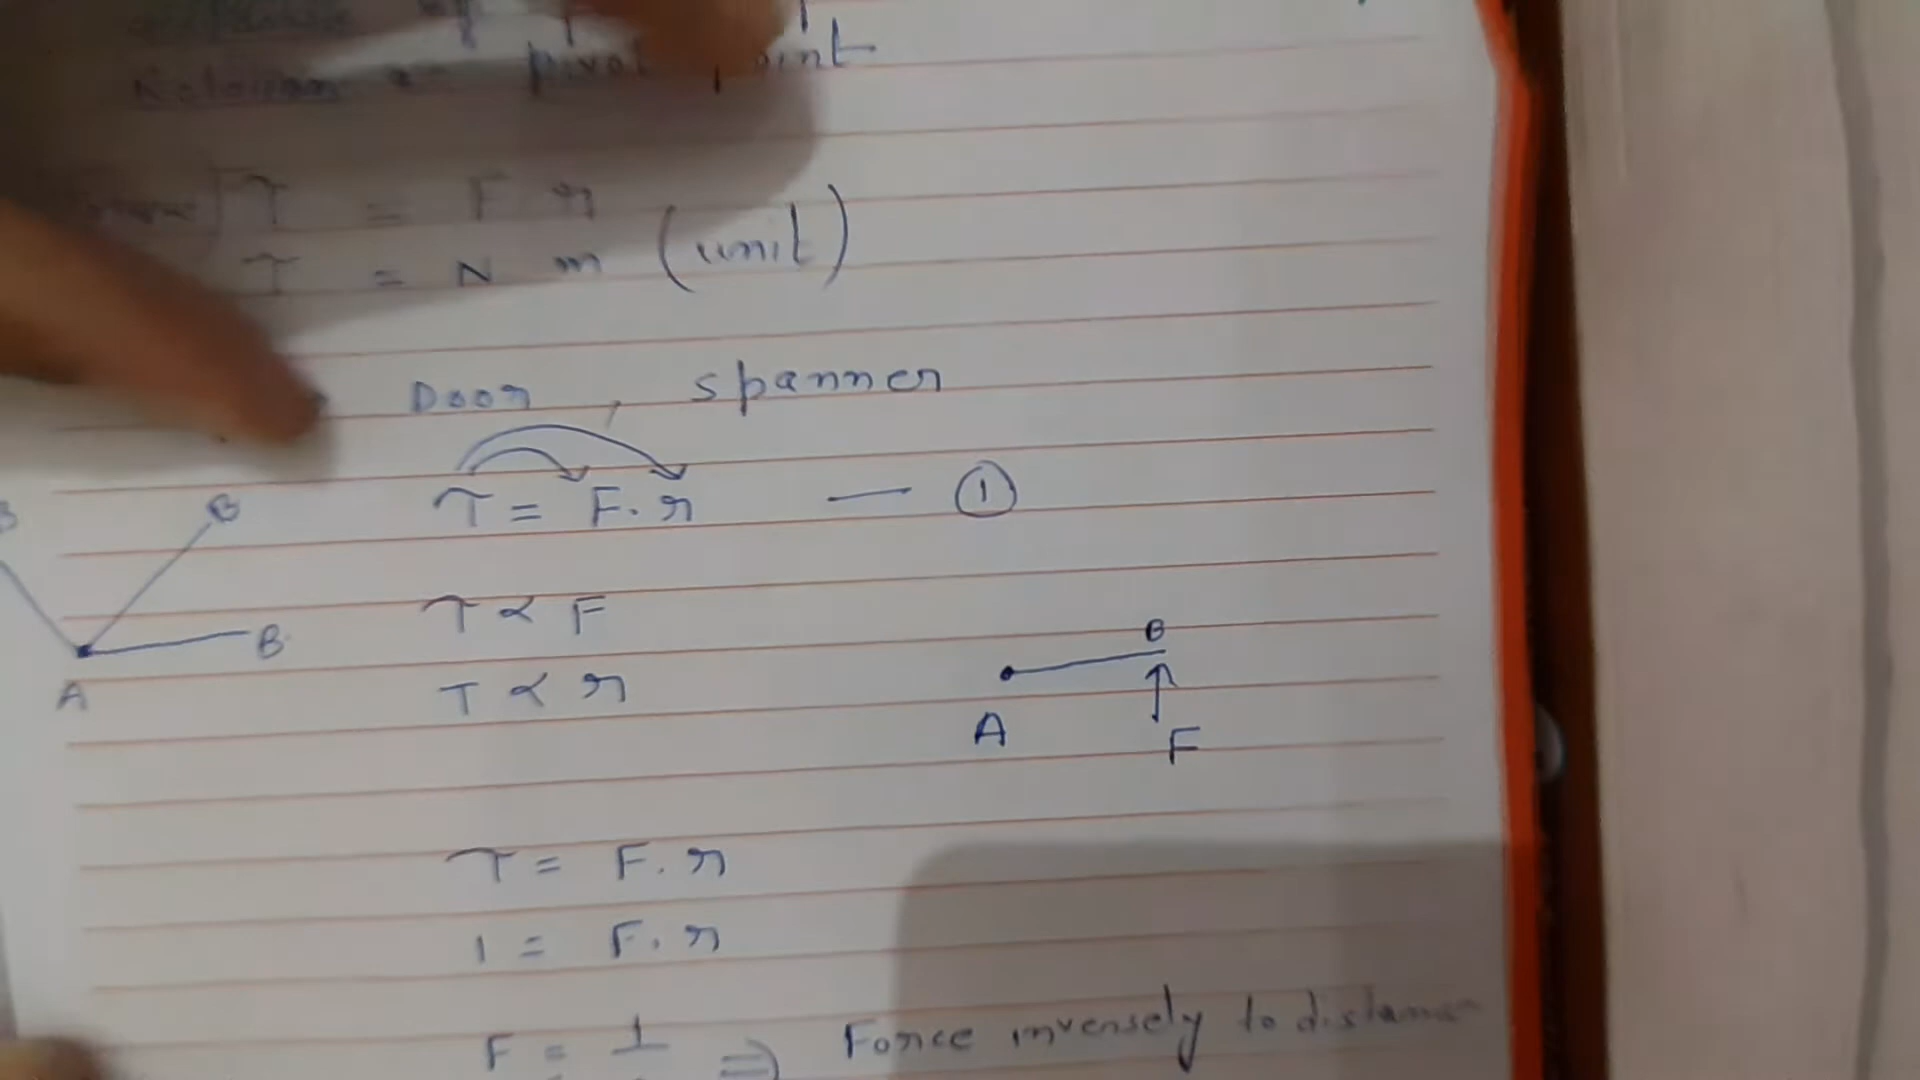 pivot point
τ = F r
τ = N m (unit)
Door, spanner
τ = F. r — ①
B
τ ∝ F
B
B
τ ∝ r
A
A
F
τ = F. r
1 = F. r
F = 1 ⇒ Force inversely to distance